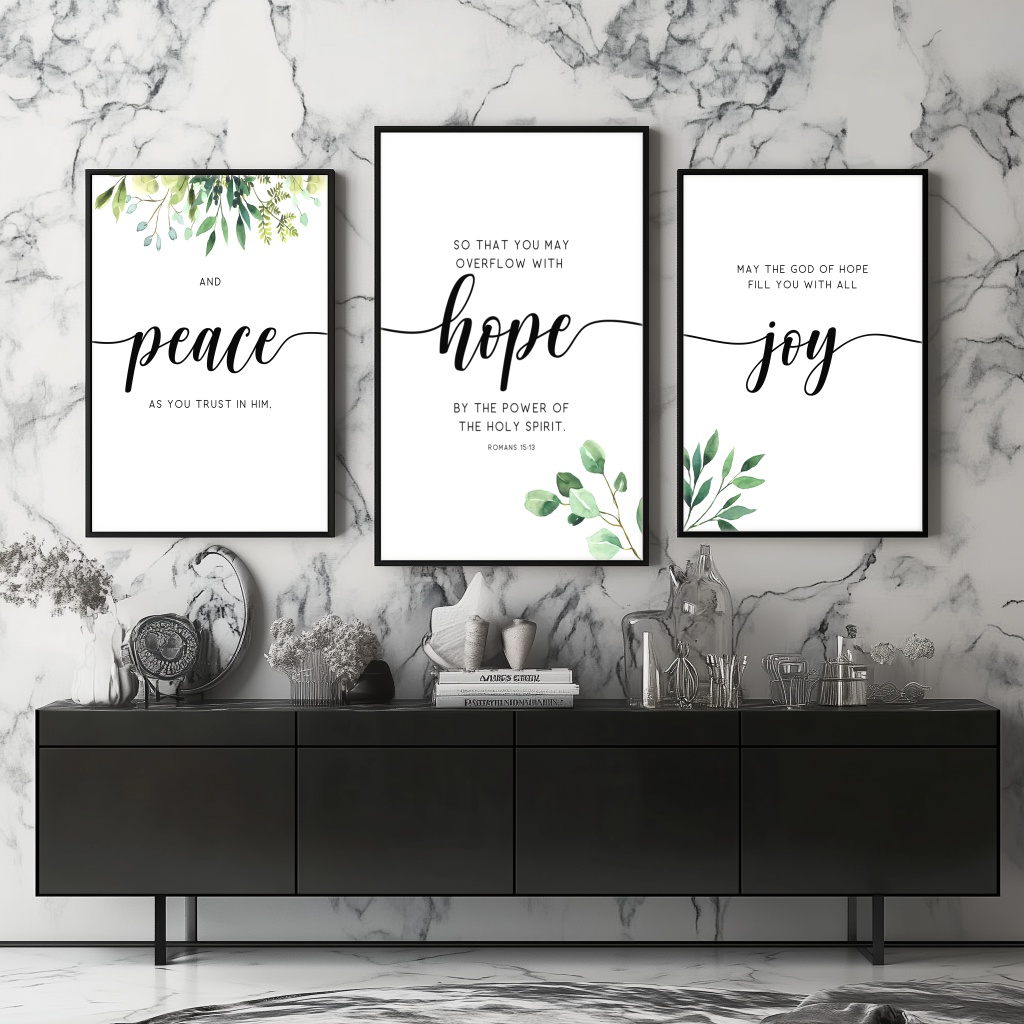 AND
peace
AS YOU TRUST IN HIM,
SO THAT YOU MAY
OVERFLOW WITH
hope
BY THE POWER OF
THE HOLY SPIRIT.
ROMANS 15:13
MAY THE GOD OF HOPE
FILL YOU WITH ALL
joy